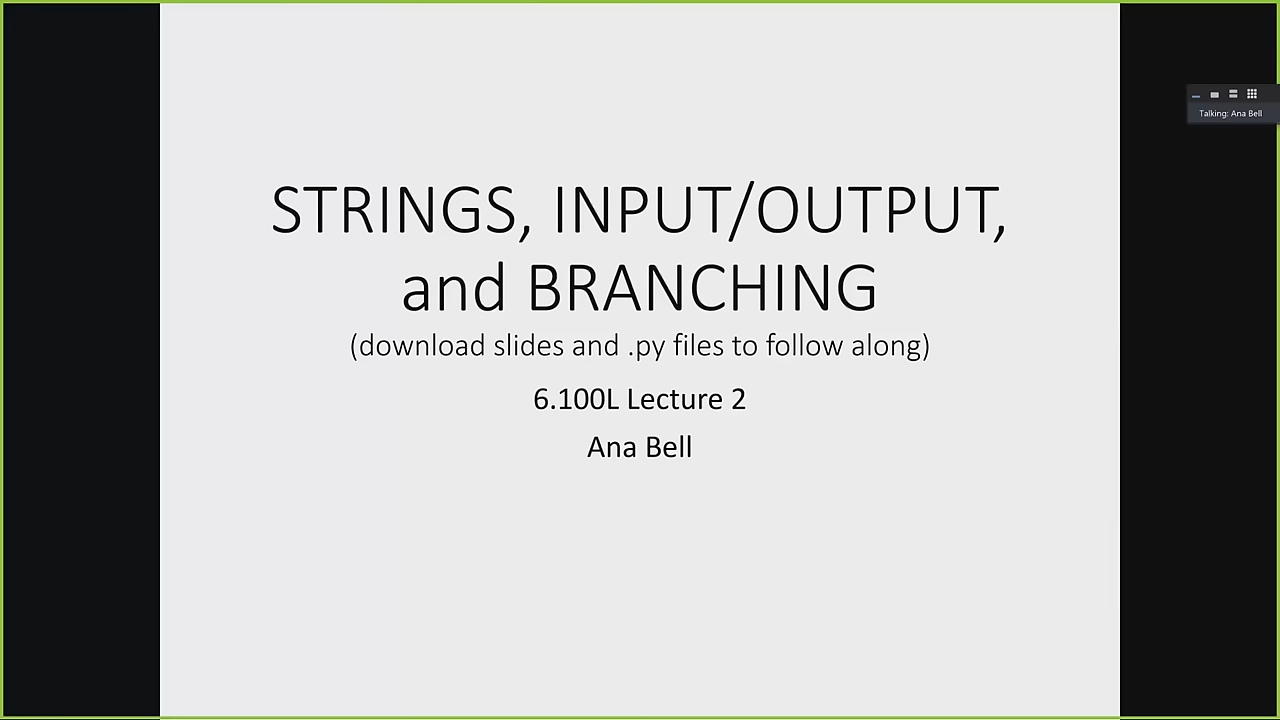 Talking: Ana Bell
STRINGS, INPUT/OUTPUT,
and BRANCHING
(download slides and .py files to follow along)
6.100L Lecture 2
Ana Bell